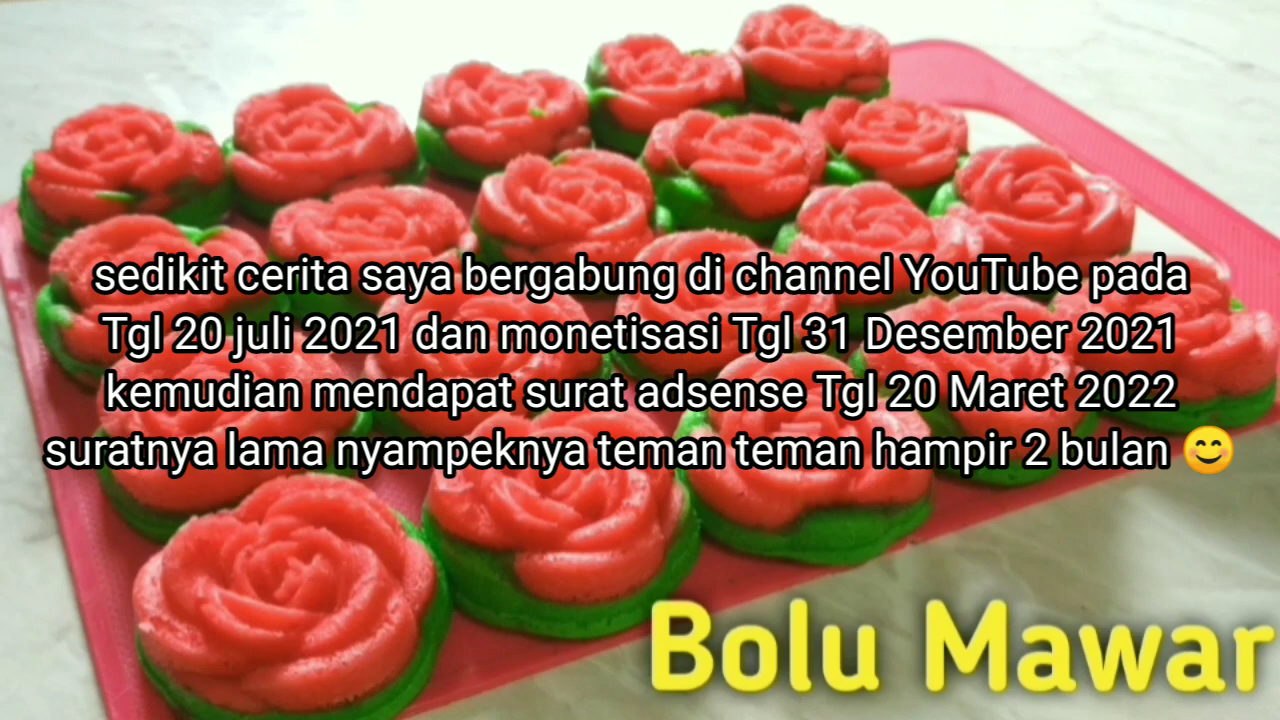 sedikit cerita saya bergabung di channel YouTube pada
Tgl 20 juli 2021 dan monetisasi Tgl 31 Desember 2021
kemudian mendapat surat adsense Tgl 20 Maret 2022
suratnya lama nyampeknya teman teman hampir 2 bulan 😊
Bolu Mawar